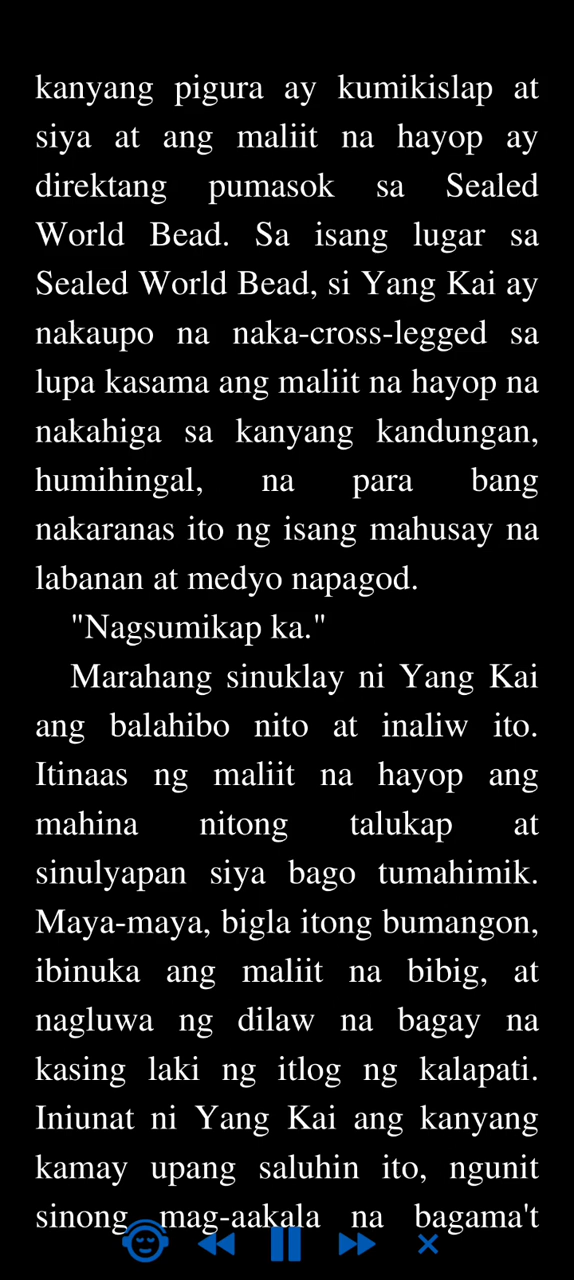 kanyang pigura ay kumikislap at
siya at ang maliit na hayop ay
direktang pumasok sa Sealed
World Bead. Sa isang lugar sa
Sealed World Bead, si Yang Kai ay
nakaupo na naka-cross-legged sa
lupa kasama ang maliit na hayop na
nakahiga sa kanyang kandungan,
humihingal, na para bang
nakaranas ito ng isang mahusay na
labanan at medyo napagod.
"Nagsumikap ka."
Marahang sinuklay ni Yang Kai
ang balahibo nito at inaliw ito.
Itinaas ng maliit na hayop ang
mahina nitong talukap at
sinulyapan siya bago tumahimik.
Maya-maya, bigla itong bumangon,
ibinuka ang maliit na bibig, at
nagluwa ng dilaw na bagay na
kasing laki ng itlog ng kalapati.
Iniunat ni Yang Kai ang kanyang
kamay upang saluhin ito, ngunit
sinong mag-aakala na bagama't